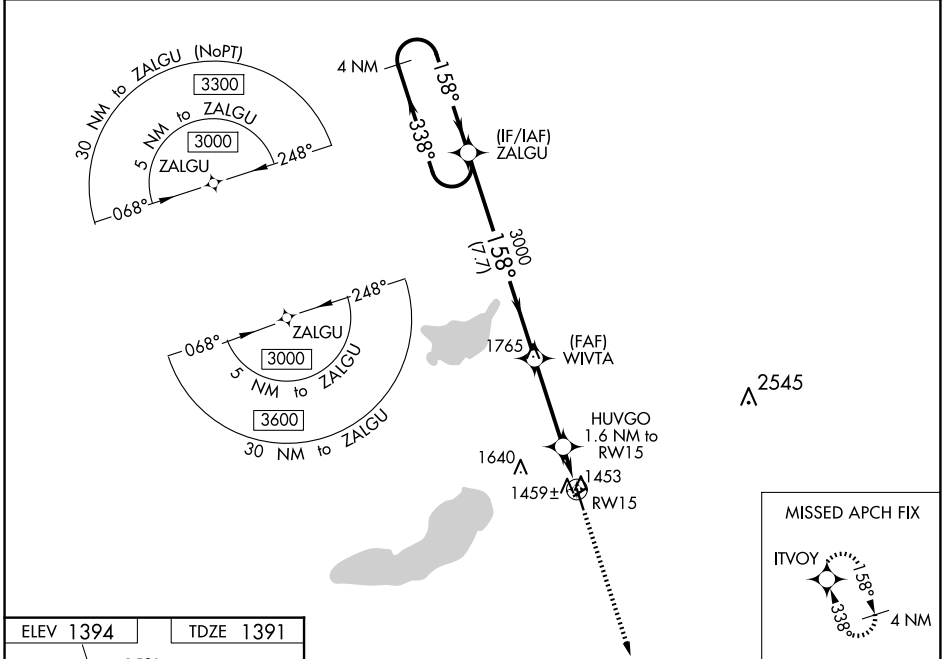 30 NM to ZALGU (NoPT)
3300
5 NM to ZALGU
3000
ZALGU
248°
068°
4 NM
158°
338°
(IF/IAF)
ZALGU
3000
158°
(7.7)
248°
068°
ZALGU
3000
5 NM to ZALGU
3600
30 NM to ZALGU
1765
(FAF)
WIVTA
2545
HUVGO
1.6 NM to
RW15
1640
1453
1459±
RW15
MISSED APCH FIX
ITVOY
158°
338°
4 NM
ELEV 1394
TDZE 1391